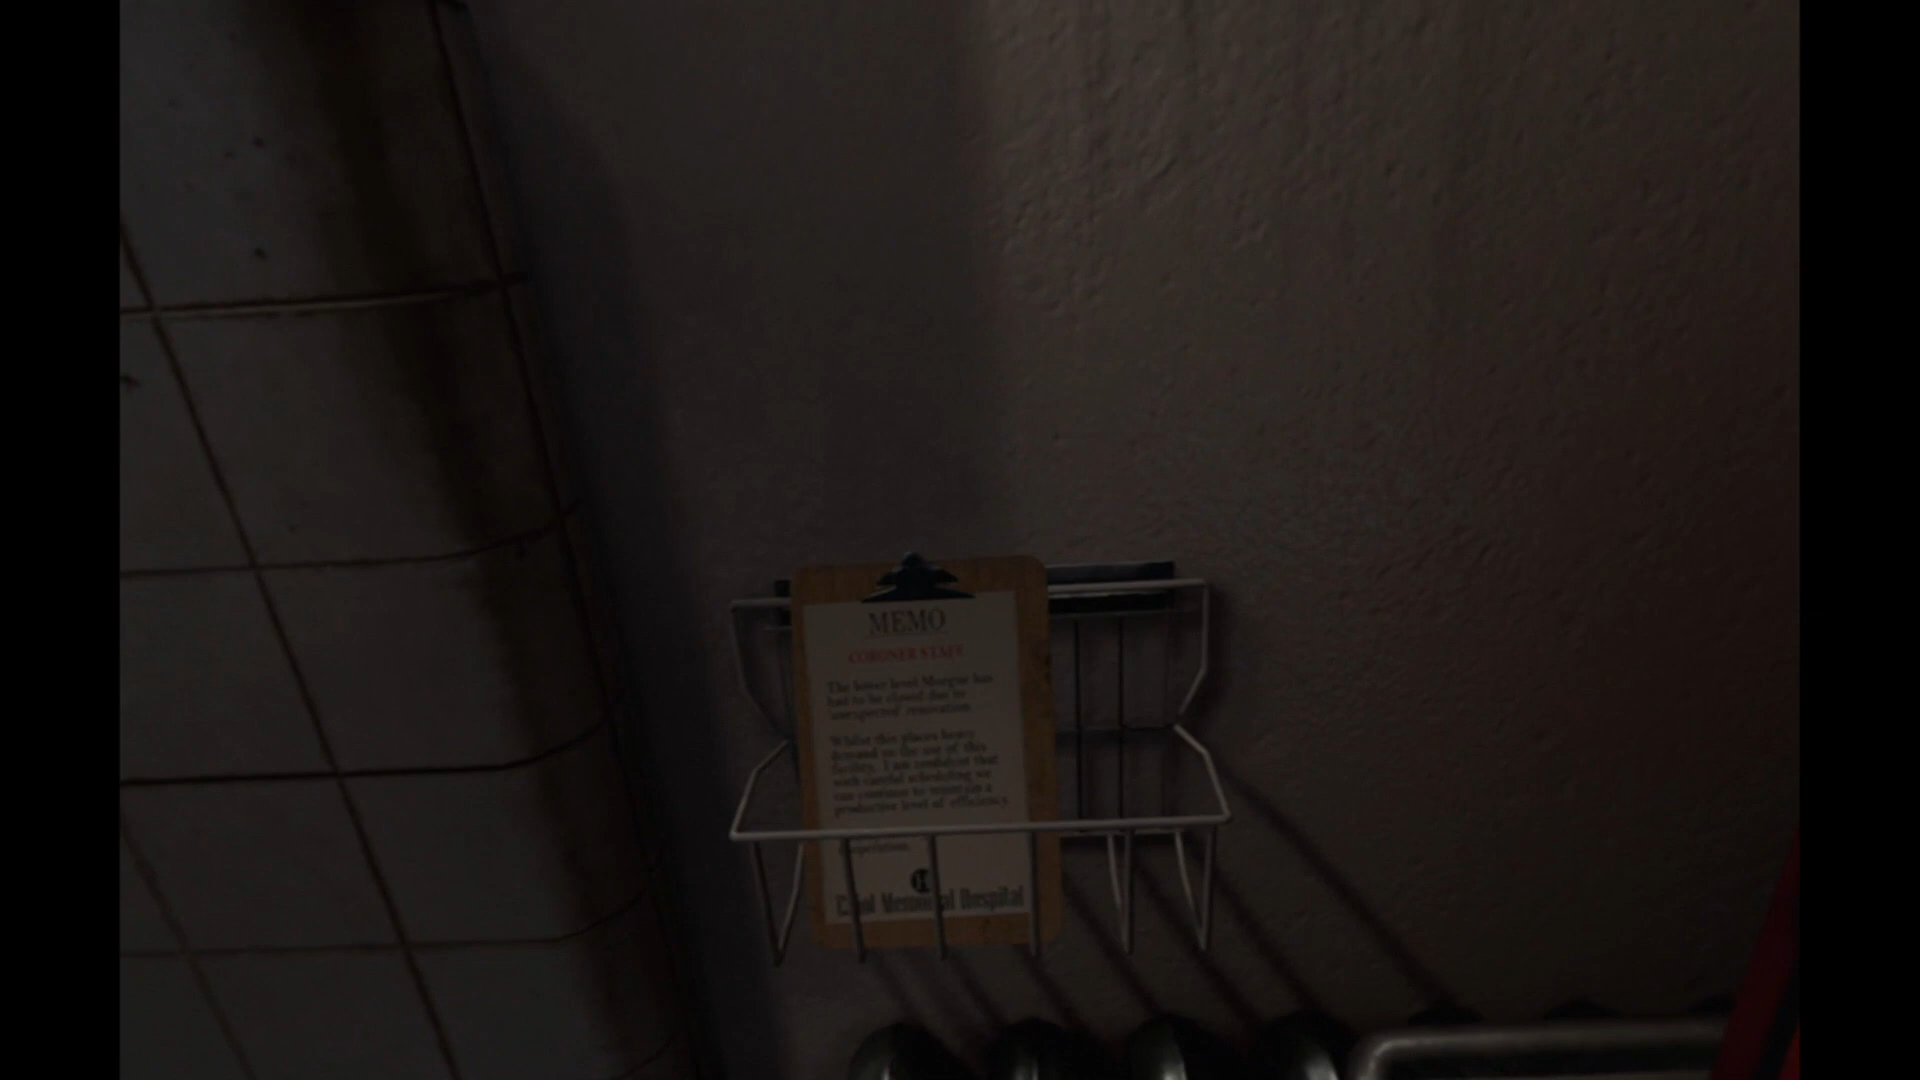 MEMO
CORONER STAFF
The lower level Morgue has
had to be closed due to
'unexpected' renovation.
Whilst this places heavy
demand on the use of this
facility, I am confident that
with careful scheduling we
can continue to maintain a
productive level of efficiency.
Memorial Hospital